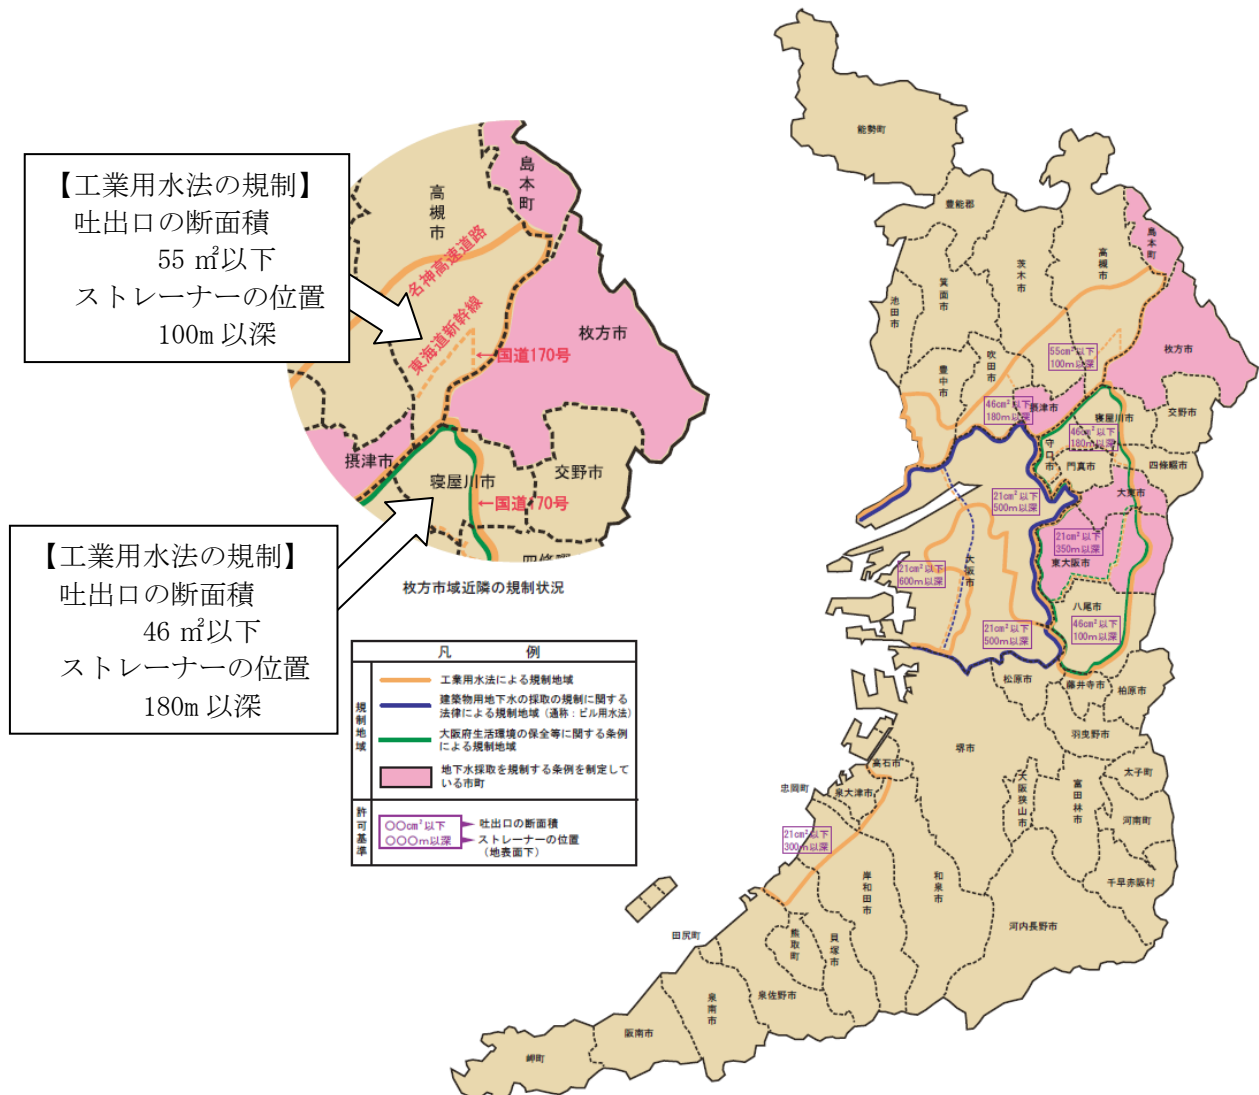 【工業用水法の規制】
吐出口の断面積
55 ㎡以下
ストレーナーの位置
100m 以深
【工業用水法の規制】
吐出口の断面積
46 ㎡以下
ストレーナーの位置
180m 以深
島本町
高槻市
名神高速道路
東海道新幹線
←国道170号
枚方市
摂津市
寝屋川市
交野市
←国道170号
枚方市域近隣の規制状況
凡 例
規制地域
工業用水法による規制地域
建築物用地下水の採取の規制に関する
法律による規制地域（通称：ビル用水法）
大阪府生活環境の保全等に関する条例
による規制地域
地下水採取を規制する条例を制定して
いる市町
許可基準
○○cm²以下
○○○m以深
吐出口の断面積
ストレーナーの位置
（地表面下）
能勢町
豊能郡
島本町
高槻市
茨木市
箕面市
池田市
枚方市
吹田市
豊中市
55cm²以下
100m以深
46cm²以下
180m以深
摂津市
寝屋川市
交野市
46cm²以下
180m以深
守口市
門真市
四條畷市
大東市
21cm²以下
500m以深
21cm²以下
350m以深
東大阪市
大阪市
21cm²以下
600m以深
八尾市
21cm²以下
500m以深
46cm²以下
100m以深
松原市
藤井寺市
柏原市
羽曳野市
堺市
高石市
太子町
忠岡町
泉大津市
大阪狭山市
富田林市
河南町
21cm²以下
300m以深
千早赤阪村
岸和田市
和泉市
河内長野市
田尻町
熊取町
貝塚市
泉佐野市
泉南市
阪南市
岬町